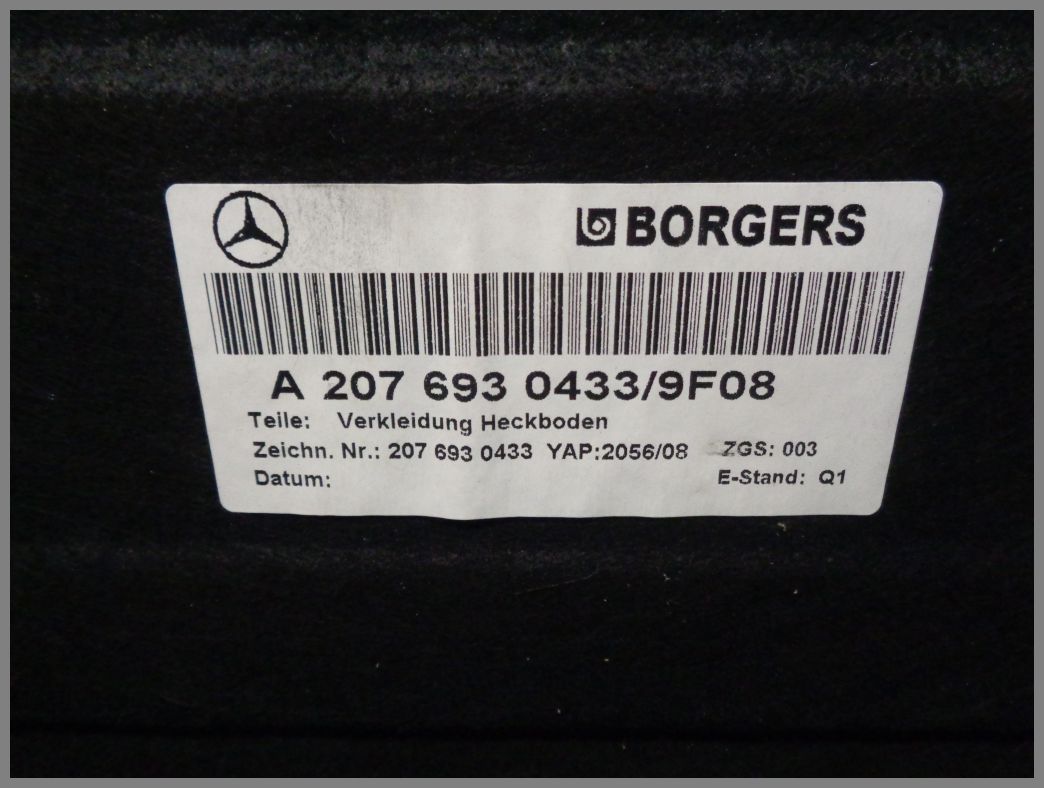 BORGERS
A 207 693 0433/9F08
Teile: Verkleidung Heckboden
Zeichn. Nr.: 207 693 0433 YAP:2056/08 ZGS: 003
Datum: E-Stand: Q1